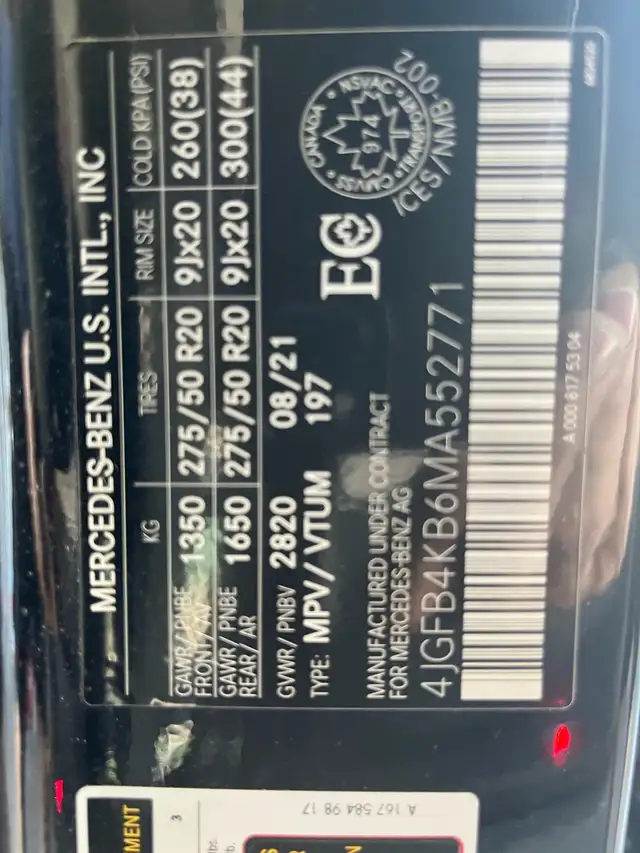 MERCEDES-BENZ U.S. INTL., INC
KG TIRES RIM SIZE COLD KPA(PSI)
GAWR/ PNBE
FRONT/ AV 1350 275/50 R20 9Jx20 260(38)
GAWR / PNBE
REAR/ AR 1650 275/50 R20 9Jx20 300(44)
GVWR/ PNBV 2820 08/21
TYPE: MPV/ VTUM 197
MANUFACTURED UNDER CONTRACT
FOR MERCEDES-BENZ AG
EC
CANADA NSVAC TRANSPORT CMVSS
974
/CES/NMB-002
4JGFB4KB6MA552771
A 000 817 53 04
A 167 584 98 17
3